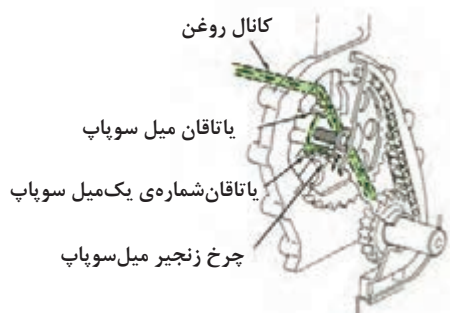 کانال روغن
یاتاقان میل سوپاپ
یاتاقان‌شماره‌ی یک‌میل سوپاپ
چرخ زنجیر میل‌سوپاپ